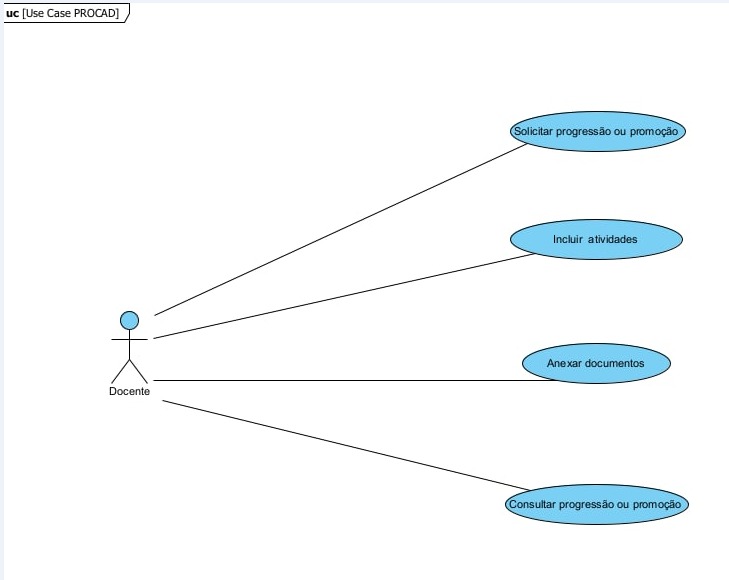 uc [Use Case PROCAD]
Solicitar progressão ou promoção
Incluir atividades
Anexar documentos
Docente
Consultar progressão ou promoção